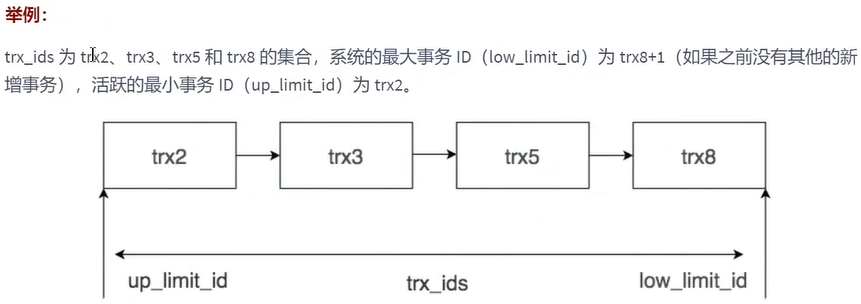 举例：
trx_ids 为 trx2、trx3、trx5 和 trx8 的集合，系统的最大事务 ID（low_limit_id）为 trx8+1（如果之前没有其他的新
增事务），活跃的最小事务 ID（up_limit_id）为 trx2。
trx2 trx3 trx5 trx8
up_limit_id trx_ids low_limit_id